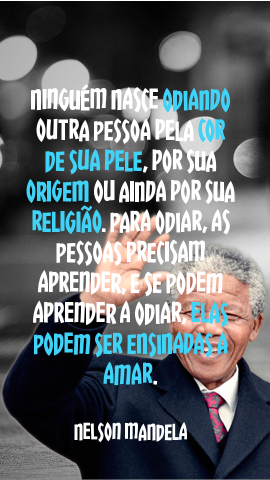 NINGUÉM NASCE ODIANDO
OUTRA PESSOA PELA COR
DE SUA PELE, POR SUA
ORIGEM OU AINDA POR SUA
RELIGIÃO. PARA ODIAR, AS
PESSOAS PRECISAM
APRENDER, E SE PODEM
APRENDER A ODIAR, ELAS
PODEM SER ENSINADAS A
AMAR.
NELSON MANDELA